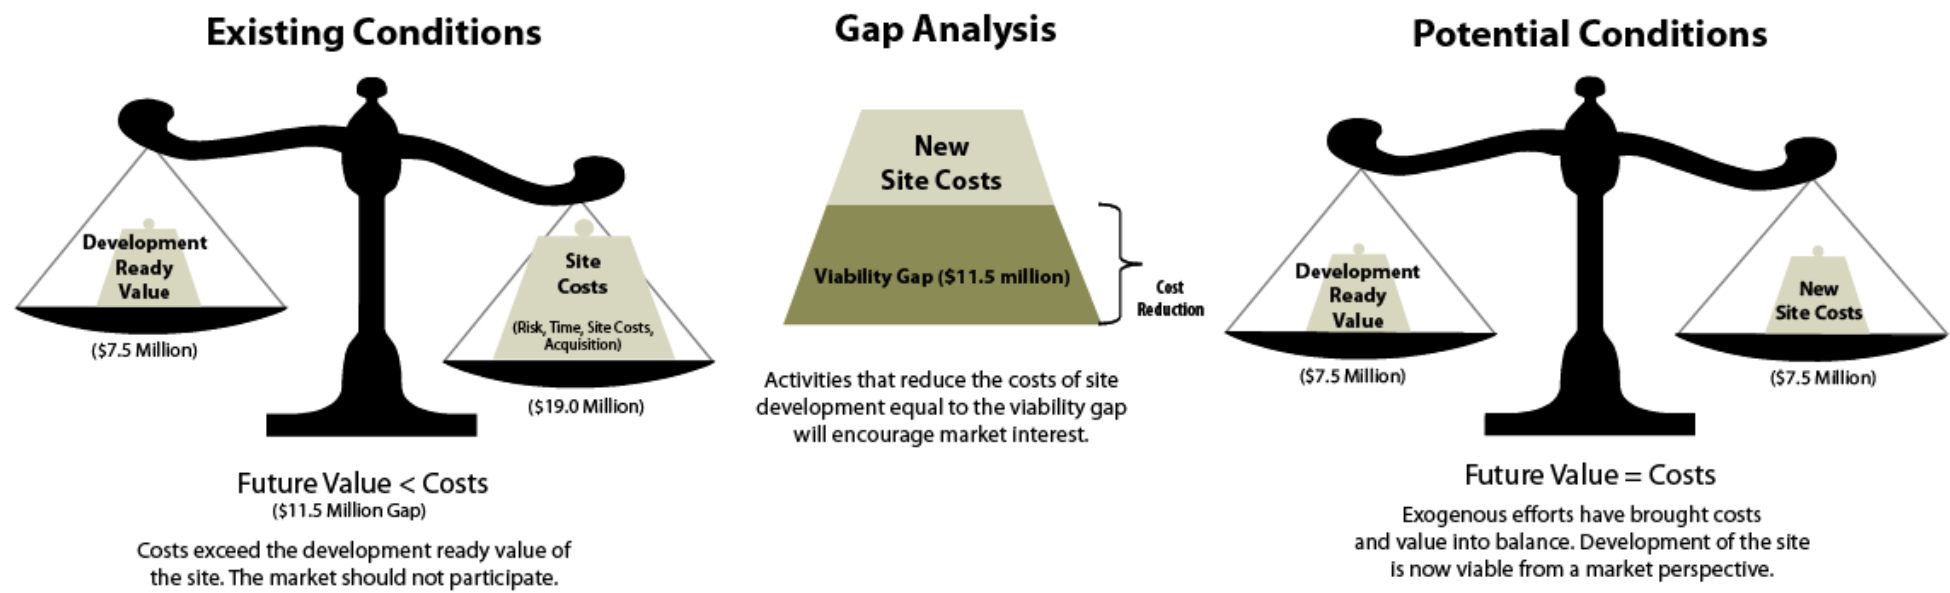 Existing Conditions
Development
Ready
Value
($7.5 Million)
Site
Costs
(Risk, Time, Site Costs,
Acquisition)
($19.0 Million)
Future Value < Costs
($11.5 Million Gap)
Costs exceed the development ready value of
the site. The market should not participate.
Gap Analysis
New
Site Costs
Viability Gap ($11.5 million)
Cost
Reduction
Activities that reduce the costs of site
development equal to the viability gap
will encourage market interest.
Potential Conditions
Development
Ready
Value
($7.5 Million)
New
Site Costs
($7.5 Million)
Future Value = Costs
Exogenous efforts have brought costs
and value into balance. Development of the site
is now viable from a market perspective.